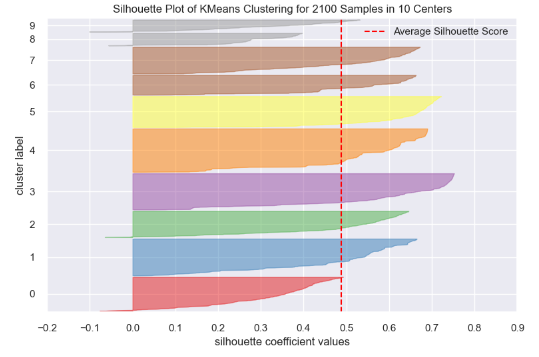 Silhouette Plot of KMeans Clustering for 2100 Samples in 10 Centers
Average Silhouette Score
9
8
7
6
5
4
3
2
1
0
cluster label
−0.2 −0.1 0.0 0.1 0.2 0.3 0.4 0.5 0.6 0.7 0.8 0.9
silhouette coefficient values